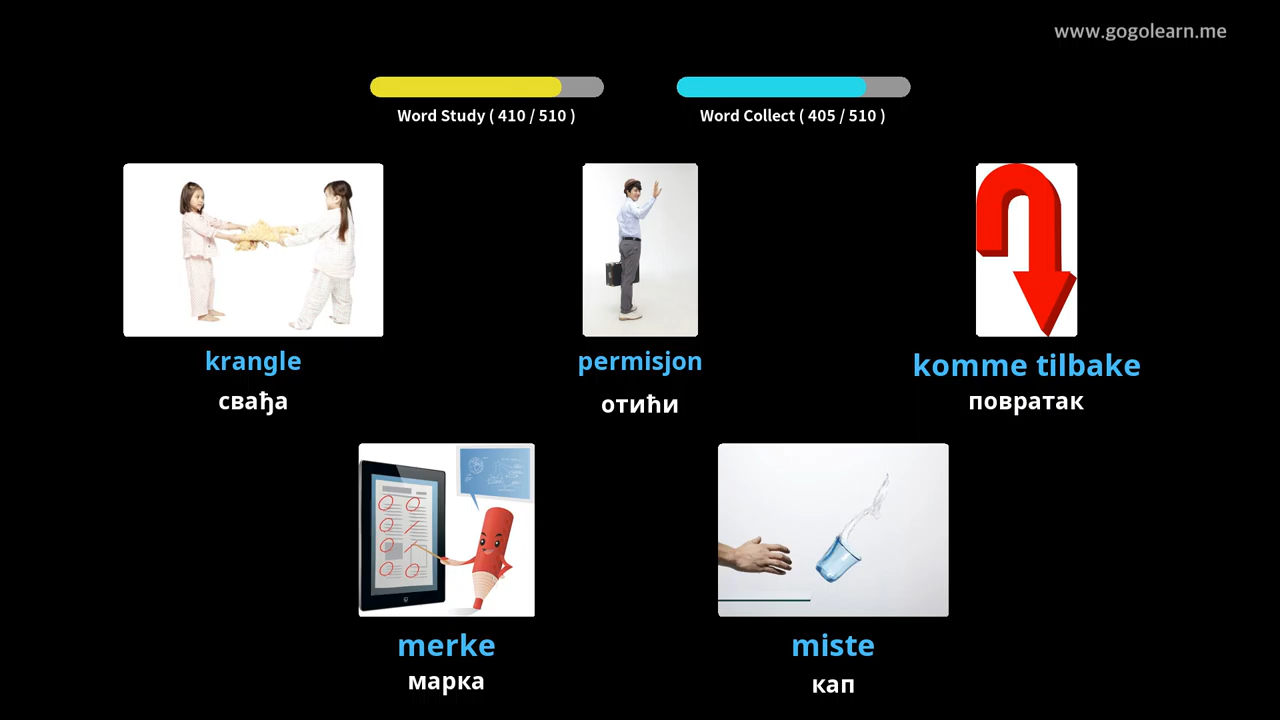 www.gogolearn.me
Word Study ( 410 / 510 )
Word Collect ( 405 / 510 )
krangle
свађа
permisjon
отићи
komme tilbake
повратак
merke
марка
miste
кап